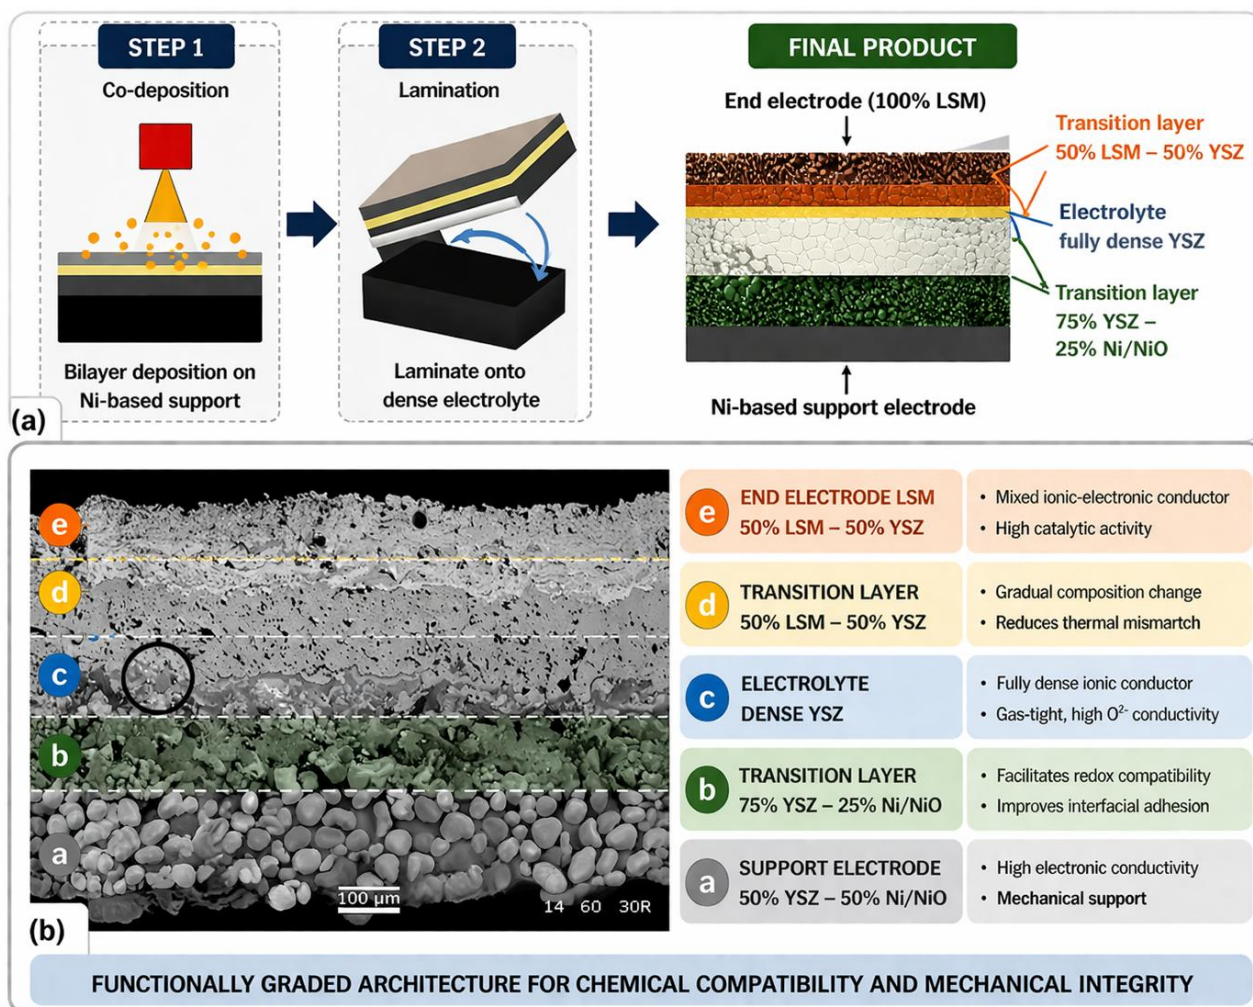 STEP 1
Co-deposition
Bilayer deposition on
Ni-based support
STEP 2
Lamination
Laminate onto
dense electrolyte
FINAL PRODUCT
End electrode (100% LSM)
Transition layer
50% LSM – 50% YSZ
Electrolyte
fully dense YSZ
Transition layer
75% YSZ –
25% Ni/NiO
Ni-based support electrode
(a)
e
d
c
b
a
100 µm
14 60 30R
(b)
e
END ELECTRODE LSM
50% LSM – 50% YSZ
• Mixed ionic-electronic conductor
• High catalytic activity
d
TRANSITION LAYER
50% LSM – 50% YSZ
• Gradual composition change
• Reduces thermal mismartch
c
ELECTROLYTE
DENSE YSZ
• Fully dense ionic conductor
• Gas-tight, high O²⁻ conductivity
b
TRANSITION LAYER
75% YSZ – 25% Ni/NiO
• Facilitates redox compatibility
• Improves interfacial adhesion
a
SUPPORT ELECTRODE
50% YSZ – 50% Ni/NiO
• High electronic conductivity
• Mechanical support
FUNCTIONALLY GRADED ARCHITECTURE FOR CHEMICAL COMPATIBILITY AND MECHANICAL INTEGRITY